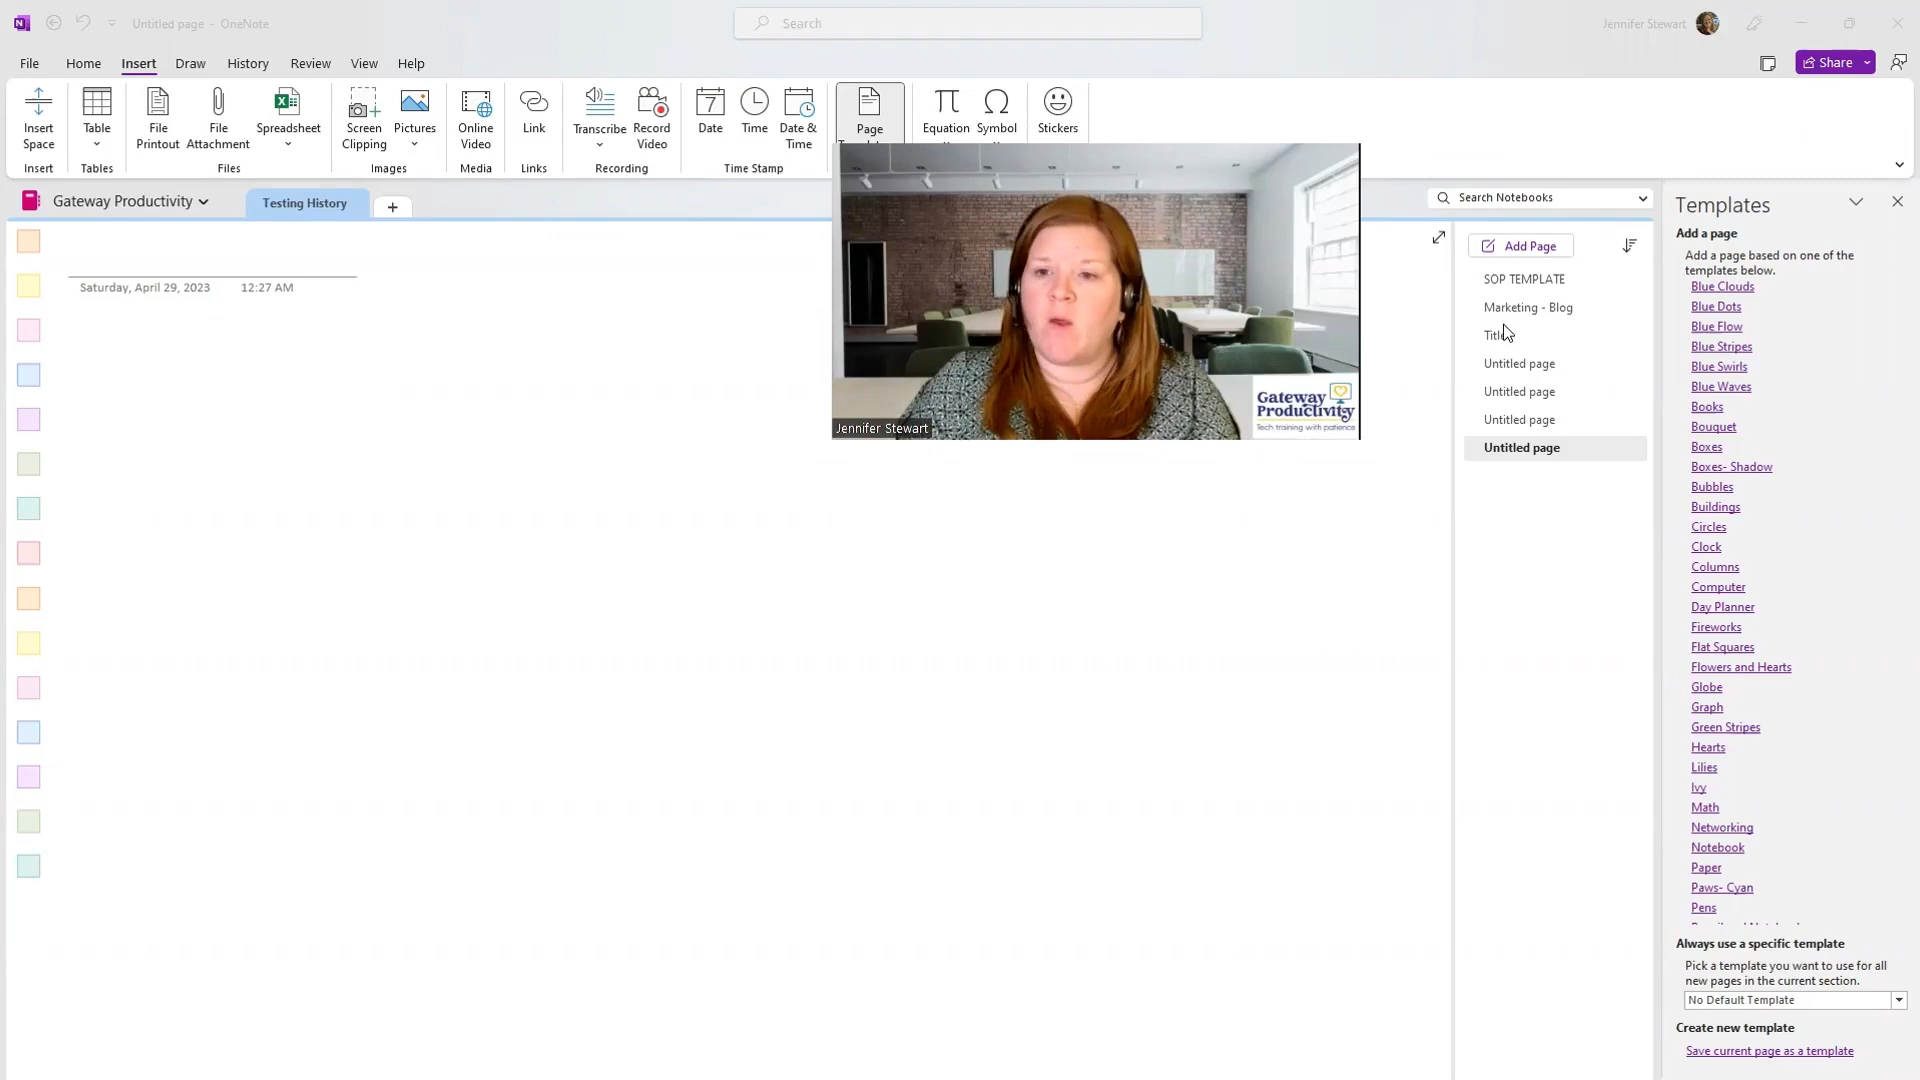 Untitled page - OneNote
Search
Jennifer Stewart
File
Home
Insert
Draw
History
Review
View
Help
Share
Insert Space
Table
File Printout
File Attachment
Spreadsheet
Screen Clipping
Pictures
Online Video
Link
Transcribe
Record Video
Date
Time
Date & Time
Page
Equation
Symbol
Stickers
Insert
Tables
Files
Images
Media
Links
Recording
Time Stamp
Gateway Productivity
Testing History
Search Notebooks
Saturday, April 29, 2023
12:27 AM
Jennifer Stewart
Gateway
Productivity
Tech training with patience
Add Page
SOP TEMPLATE
Marketing - Blog
Untitled page
Untitled page
Untitled page
Untitled page
Templates
Add a page
Add a page based on one of the
templates below.
Blue Clouds
Blue Dots
Blue Flow
Blue Stripes
Blue Swirls
Blue Waves
Books
Bouquet
Boxes
Boxes- Shadow
Bubbles
Buildings
Circles
Clock
Columns
Computer
Day Planner
Fireworks
Flat Squares
Flowers and Hearts
Globe
Graph
Green Stripes
Hearts
Lilies
Ivy
Math
Networking
Notebook
Paper
Paws- Cyan
Pens
Always use a specific template
Pick a template you want to use for all
new pages in the current section.
No Default Template
Create new template
Save current page as a template